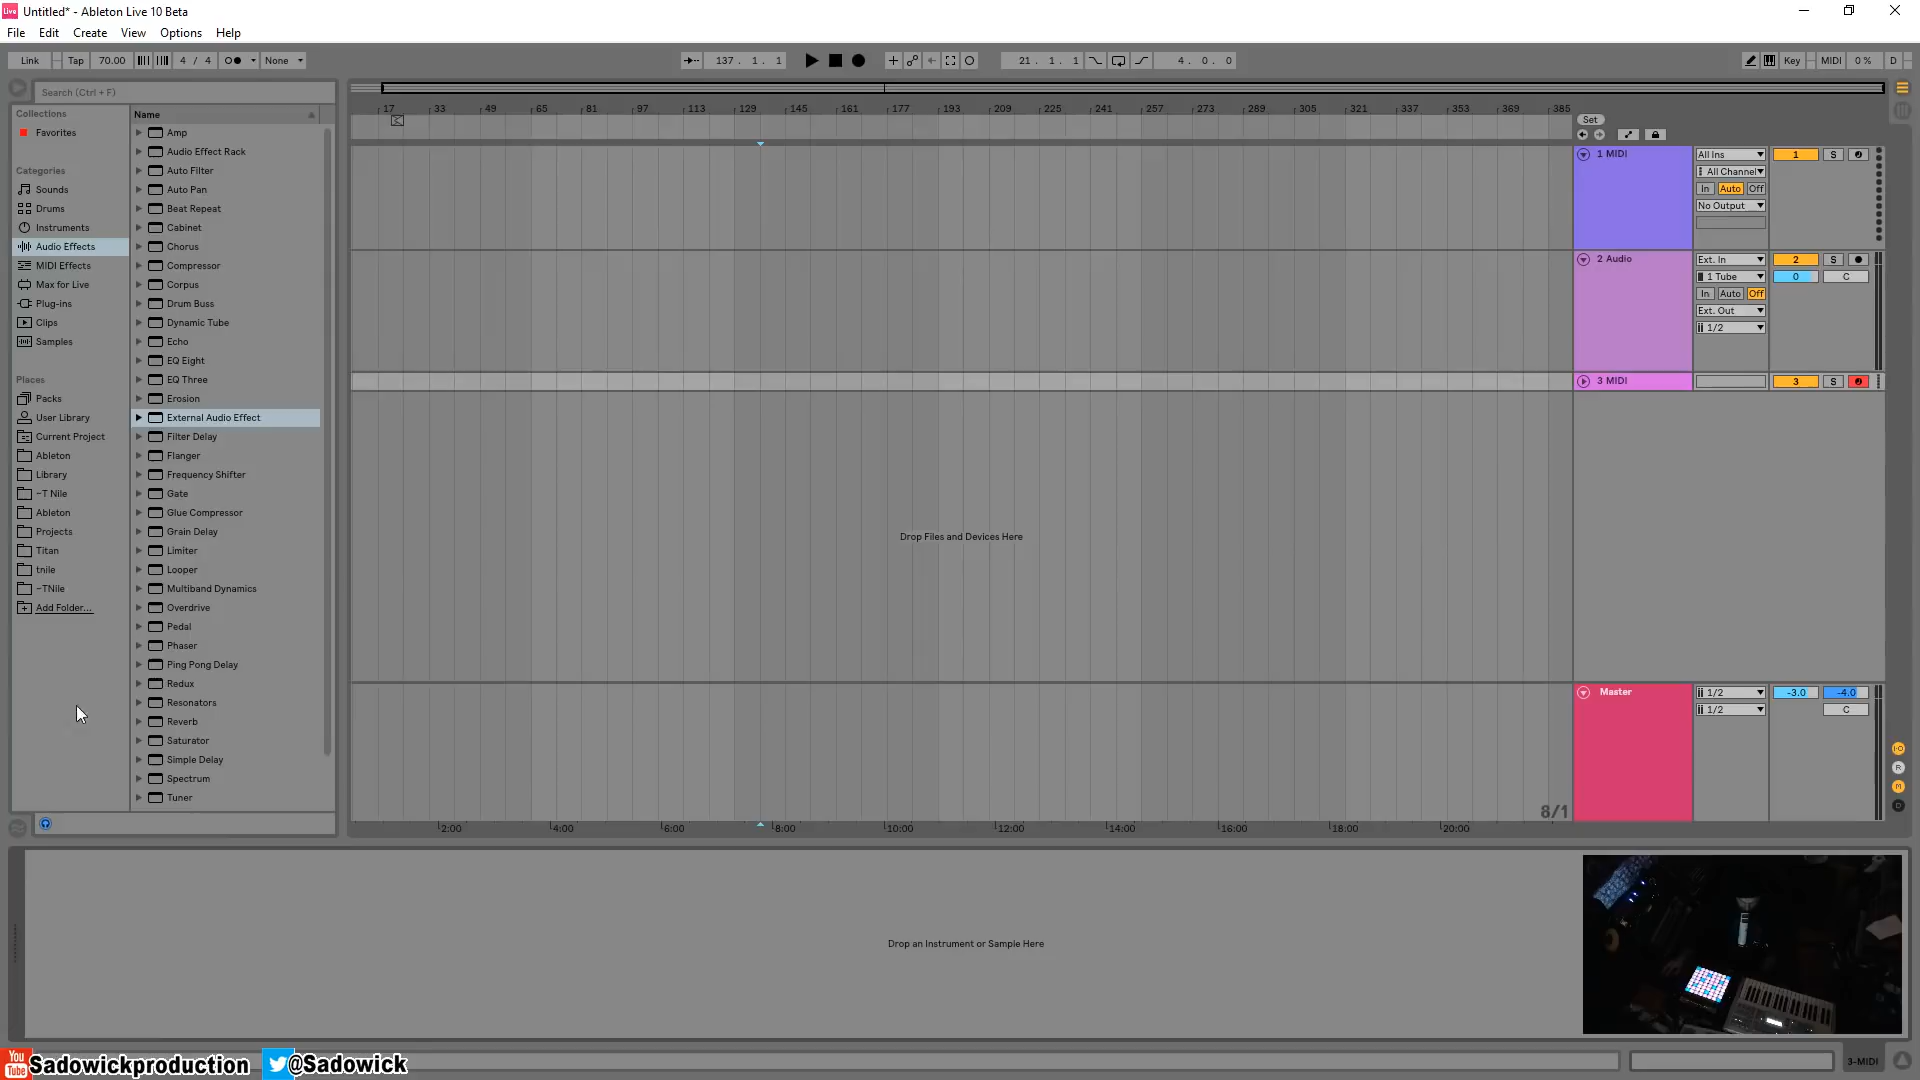 Untitled* - Ableton Live 10 Beta
File Edit Create View Options Help
Link Tap 70.00 4 / 4 None 137. 1. 1 21. 1. 1 4. 0. 0 Key MIDI 0 % D
Search (Ctrl + F)
Collections
Favorites
Categories
Sounds
Drums
Instruments
Audio Effects
MIDI Effects
Max for Live
Plug-ins
Clips
Samples
Places
Packs
User Library
Current Project
Ableton
Library
~T Nile
Ableton
Projects
Titan
tnile
~TNile
Add Folder...
Name
Amp
Audio Effect Rack
Auto Filter
Auto Pan
Beat Repeat
Cabinet
Chorus
Compressor
Corpus
Drum Buss
Dynamic Tube
Echo
EQ Eight
EQ Three
Erosion
External Audio Effect
Filter Delay
Flanger
Frequency Shifter
Gate
Glue Compressor
Grain Delay
Limiter
Looper
Multiband Dynamics
Overdrive
Pedal
Phaser
Ping Pong Delay
Redux
Resonators
Reverb
Saturator
Simple Delay
Spectrum
Tuner
17 33 49 65 81 97 113 129 145 161 177 193 209 225 241 257 273 289 305 321 337 353 369 385
Set
1 MIDI All Ins 1 S
All Channel
In Auto Off
No Output
2 Audio Ext. In 2 S
1 Tube 0 C
In Auto Off
Ext. Out
1/2
3 MIDI 3 S
Drop Files and Devices Here
Master 1/2 -3.0 -4.0
1/2 C
I·O
R
M
D
8/1
2:00 4:00 6:00 8:00 10:00 12:00 14:00 16:00 18:00 20:00
Drop an Instrument or Sample Here
You Tube Sadowickproduction @Sadowick
3-MIDI